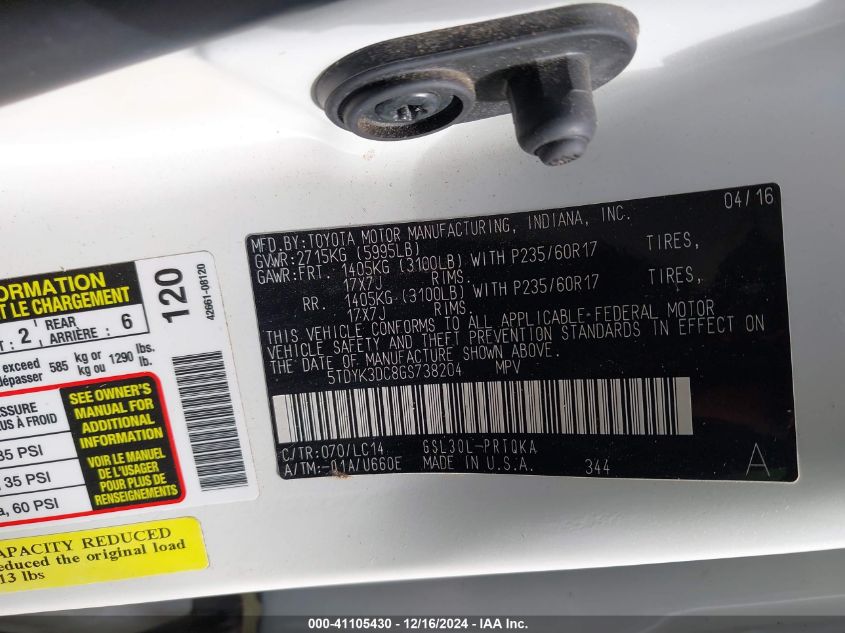 MFD.BY:TOYOTA MOTOR MANUFACTURING, INDIANA, INC. 04/16
GVWR:2715KG (5995LB)
GAWR:FRT. 1405KG (3100LB) WITH P235/60R17 TIRES,
17X7J RIMS.
RR. 1405KG (3100LB) WITH P235/60R17 TIRES,
17X7J RIMS.
THIS VEHICLE CONFORMS TO ALL APPLICABLE FEDERAL MOTOR
VEHICLE SAFETY AND THEFT PREVENTION STANDARDS IN EFFECT ON
THE DATE OF MANUFACTURE SHOWN ABOVE.
5TDYK3DC8GS738204 MPV
C/TR:070/LC14 GSL30L-PRTQKA
A/TM:-01A/U660E MADE IN U.S.A. 344 A
FORMATION
T LE CHARGEMENT
: 2 REAR ARRIÈRE : 6
exceed
dépasser 585 kg or kg ou 1290 lbs. lb.
120
42661-08120
ESSURE
US À FROID
35 PSI
, 35 PSI
a, 60 PSI
SEE OWNER'S
MANUAL FOR
ADDITIONAL
INFORMATION
VOIR LE MANUEL
DE L'USAGER
POUR PLUS DE
RENSEIGNEMENTS
CAPACITY REDUCED
educed the original load
13 lbs
000-41105430 - 12/16/2024 - IAA Inc.